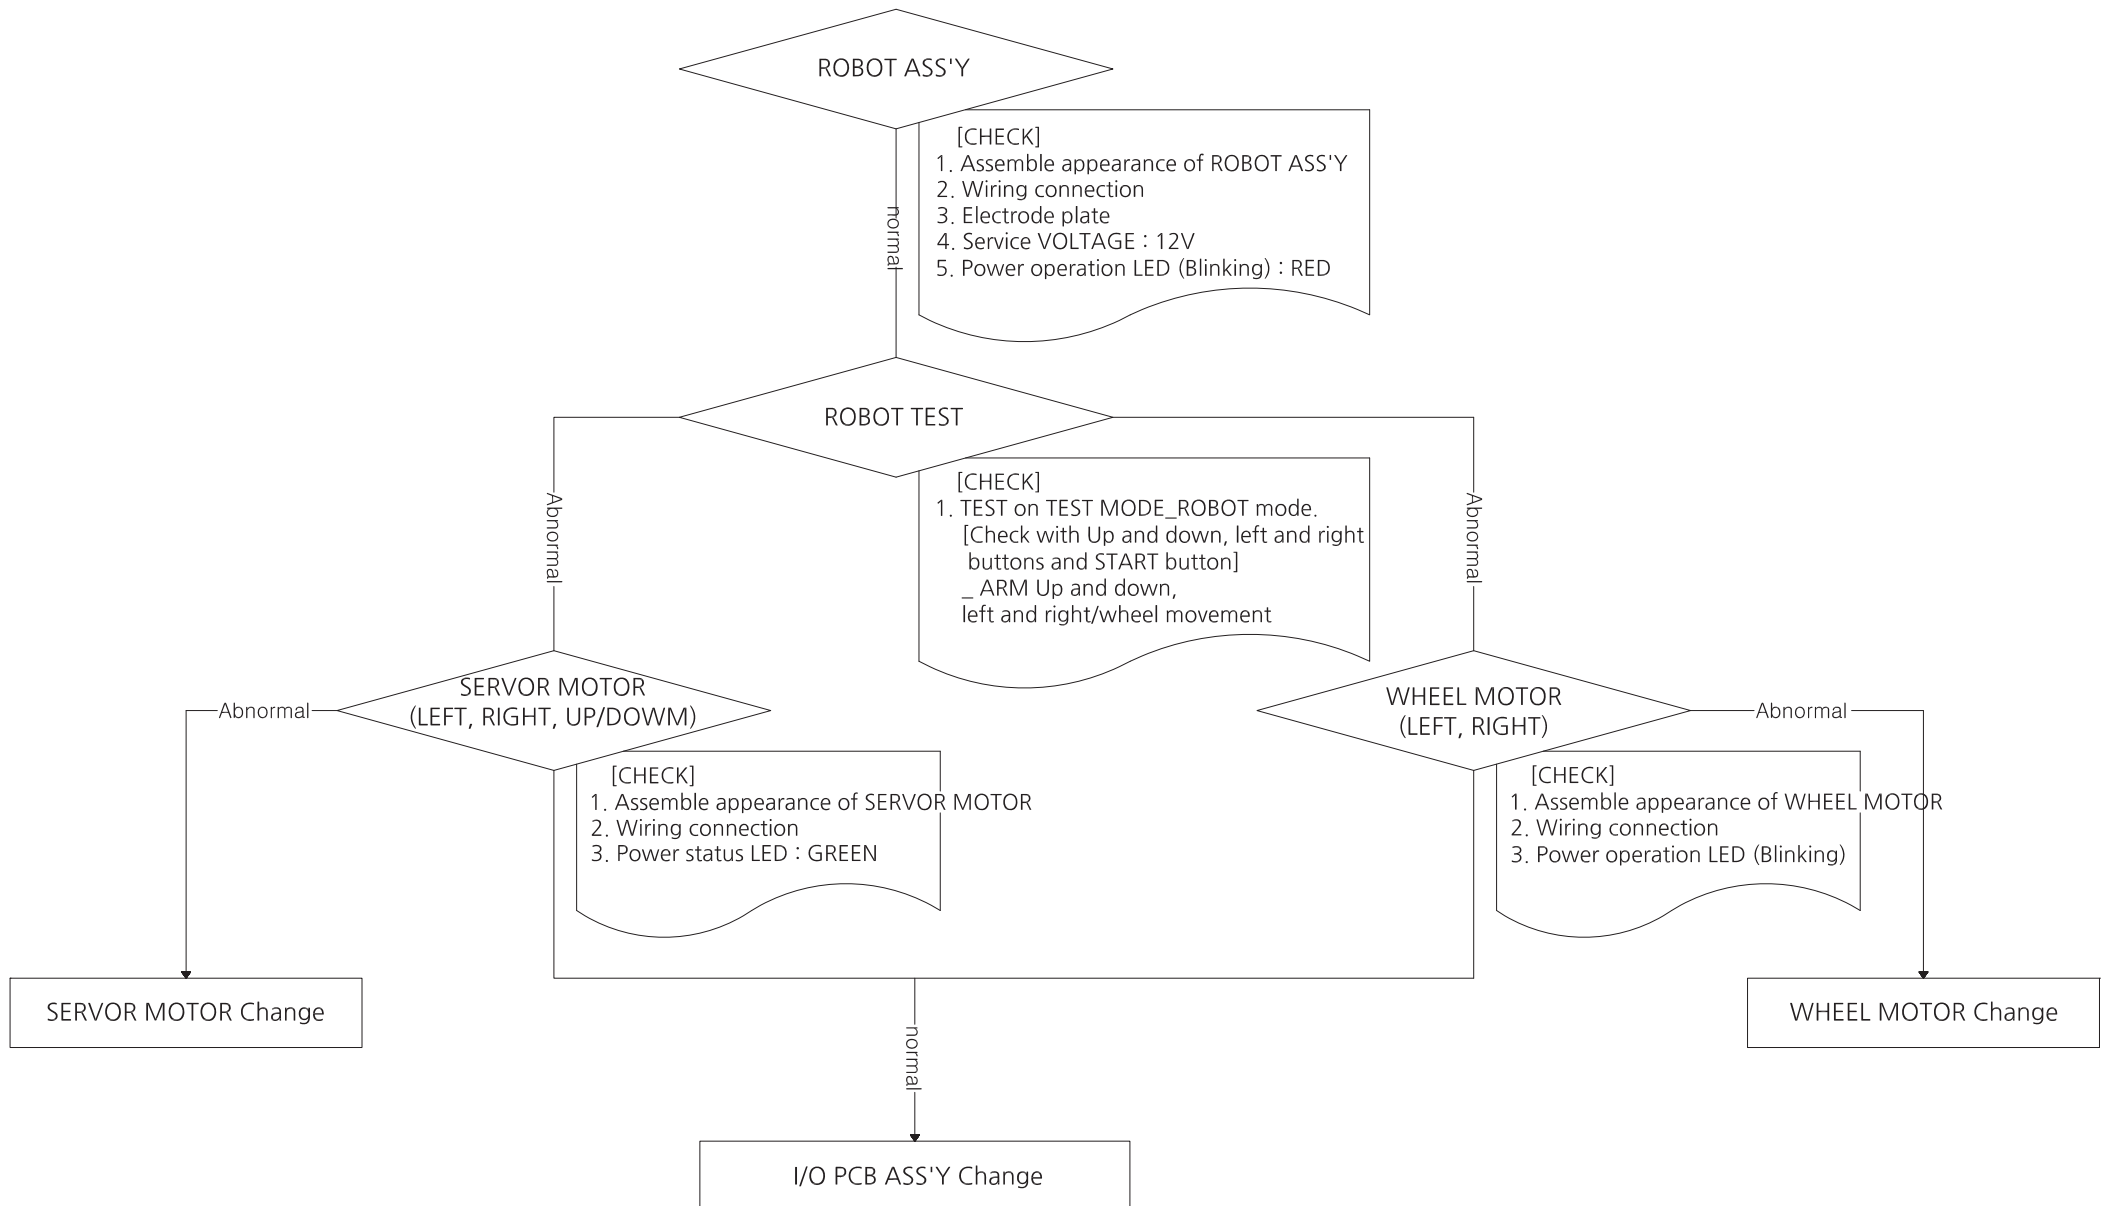 ROBOT ASS'Y
[CHECK]
1. Assemble appearance of ROBOT ASS'Y
2. Wiring connection
3. Electrode plate
4. Service VOLTAGE : 12V
5. Power operation LED (Blinking) : RED
normal
ROBOT TEST
[CHECK]
1. TEST on TEST MODE_ROBOT mode.
[Check with Up and down, left and right
buttons and START button]
_ ARM Up and down,
left and right/wheel movement
Abnormal
Abnormal
SERVOR MOTOR
(LEFT, RIGHT, UP/DOWM)
Abnormal
[CHECK]
1. Assemble appearance of SERVOR MOTOR
2. Wiring connection
3. Power status LED : GREEN
WHEEL MOTOR
(LEFT, RIGHT)
Abnormal
[CHECK]
1. Assemble appearance of WHEEL MOTOR
2. Wiring connection
3. Power operation LED (Blinking)
SERVOR MOTOR Change
WHEEL MOTOR Change
normal
I/O PCB ASS'Y Change